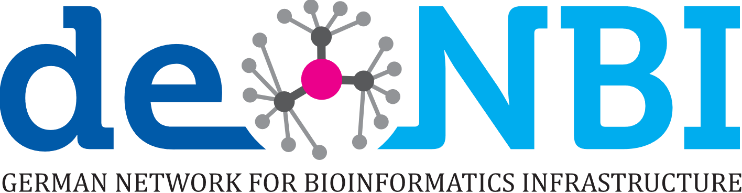 de NBI
GERMAN NETWORK FOR BIOINFORMATICS INFRASTRUCTURE